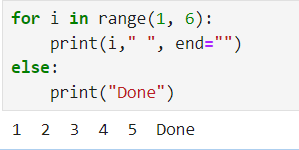 for i in range(1, 6):
    print(i," ", end="")
else:
    print("Done")
1  2  3  4  5  Done